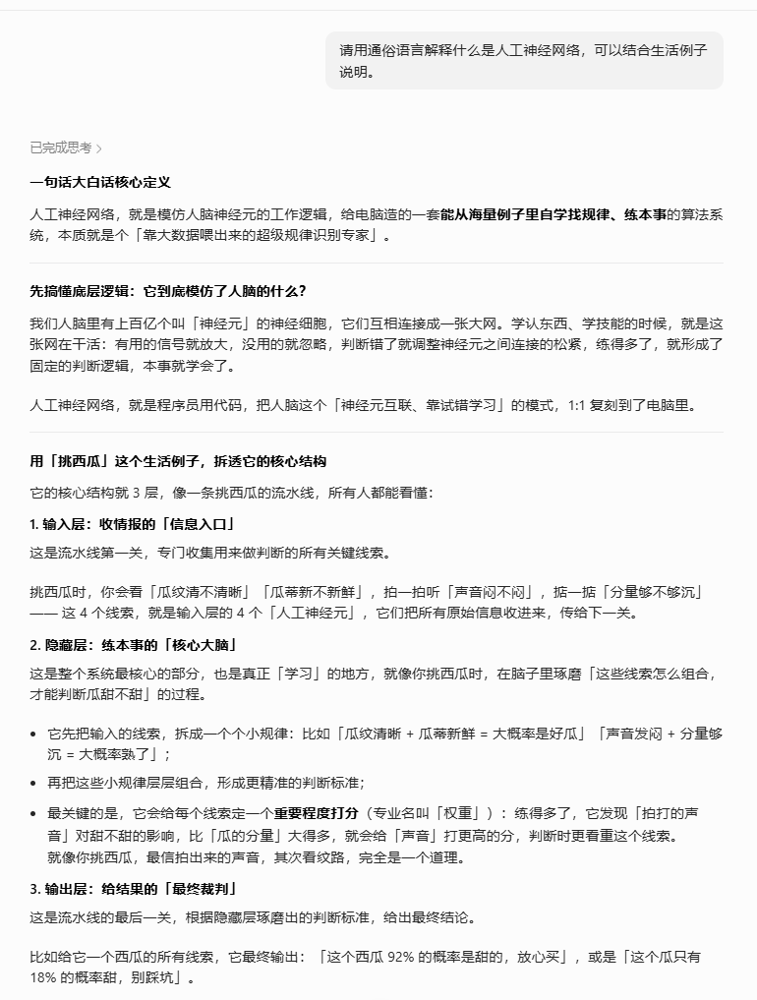 请用通俗语言解释什么是人工神经网络，可以结合生活例子
说明。
已完成思考 >
一句话大白话核心定义
人工神经网络，就是模仿人脑神经元的工作逻辑，给电脑造的一套能从海量例子里自学找规律、练本事的算法系
统，本质就是个「靠大数据喂出来的超级规律识别专家」。
先搞懂底层逻辑：它到底模仿了人脑的什么？
我们人脑里有上百亿个叫「神经元」的神经细胞，它们互相连接成一张大网。学认东西、学技能的时候，就是这
张网在干活：有用的信号就放大，没用的就忽略，判断错了就调整神经元之间连接的松紧，练得多了，就形成了
固定的判断逻辑，本事就学会了。
人工神经网络，就是程序员用代码，把人脑这个「神经元互联、靠试错学习」的模式，1:1 复刻到了电脑里。
用「挑西瓜」这个生活例子，拆透它的核心结构
它的核心结构就 3 层，像一条挑西瓜的流水线，所有人都能看懂：
1. 输入层：收情报的「信息入口」
这是流水线第一关，专门收集用来做判断的所有关键线索。
挑西瓜时，你会看「瓜纹清不清晰」「瓜蒂新不新鲜」，拍一拍听「声音闷不闷」，掂一掂「分量够不够沉」
—— 这 4 个线索，就是输入层的 4 个「人工神经元」，它们把所有原始信息收进来，传给下一关。
2. 隐藏层：练本事的「核心大脑」
这是整个系统最核心的部分，也是真正「学习」的地方，就像你挑西瓜时，在脑子里琢磨「这些线索怎么组合，
才能判断瓜甜不甜」的过程。
• 它先把输入的线索，拆成一个个小规律：比如「瓜纹清晰 + 瓜蒂新鲜 = 大概率是好瓜」「声音发闷 + 分量够
沉 = 大概率熟了」；
• 再把这些小规律层层组合，形成更精准的判断标准；
• 最关键的是，它会给每个线索定一个重要程度打分（专业名叫「权重」）：练得多了，它发现「拍打的声
音」对甜不甜的影响，比「瓜的分量」大得多，就会给「声音」打更高的分，判断时更看重这个线索。
就像你挑西瓜，最信拍出来的声音，其次看纹路，完全是一个道理。
3. 输出层：给结果的「最终裁判」
这是流水线的最后一关，根据隐藏层琢磨出的判断标准，给出最终结论。
比如给它一个西瓜的所有线索，它最终输出：「这个西瓜 92% 的概率是甜的，放心买」，或是「这个瓜只有
18% 的概率甜，别踩坑」。